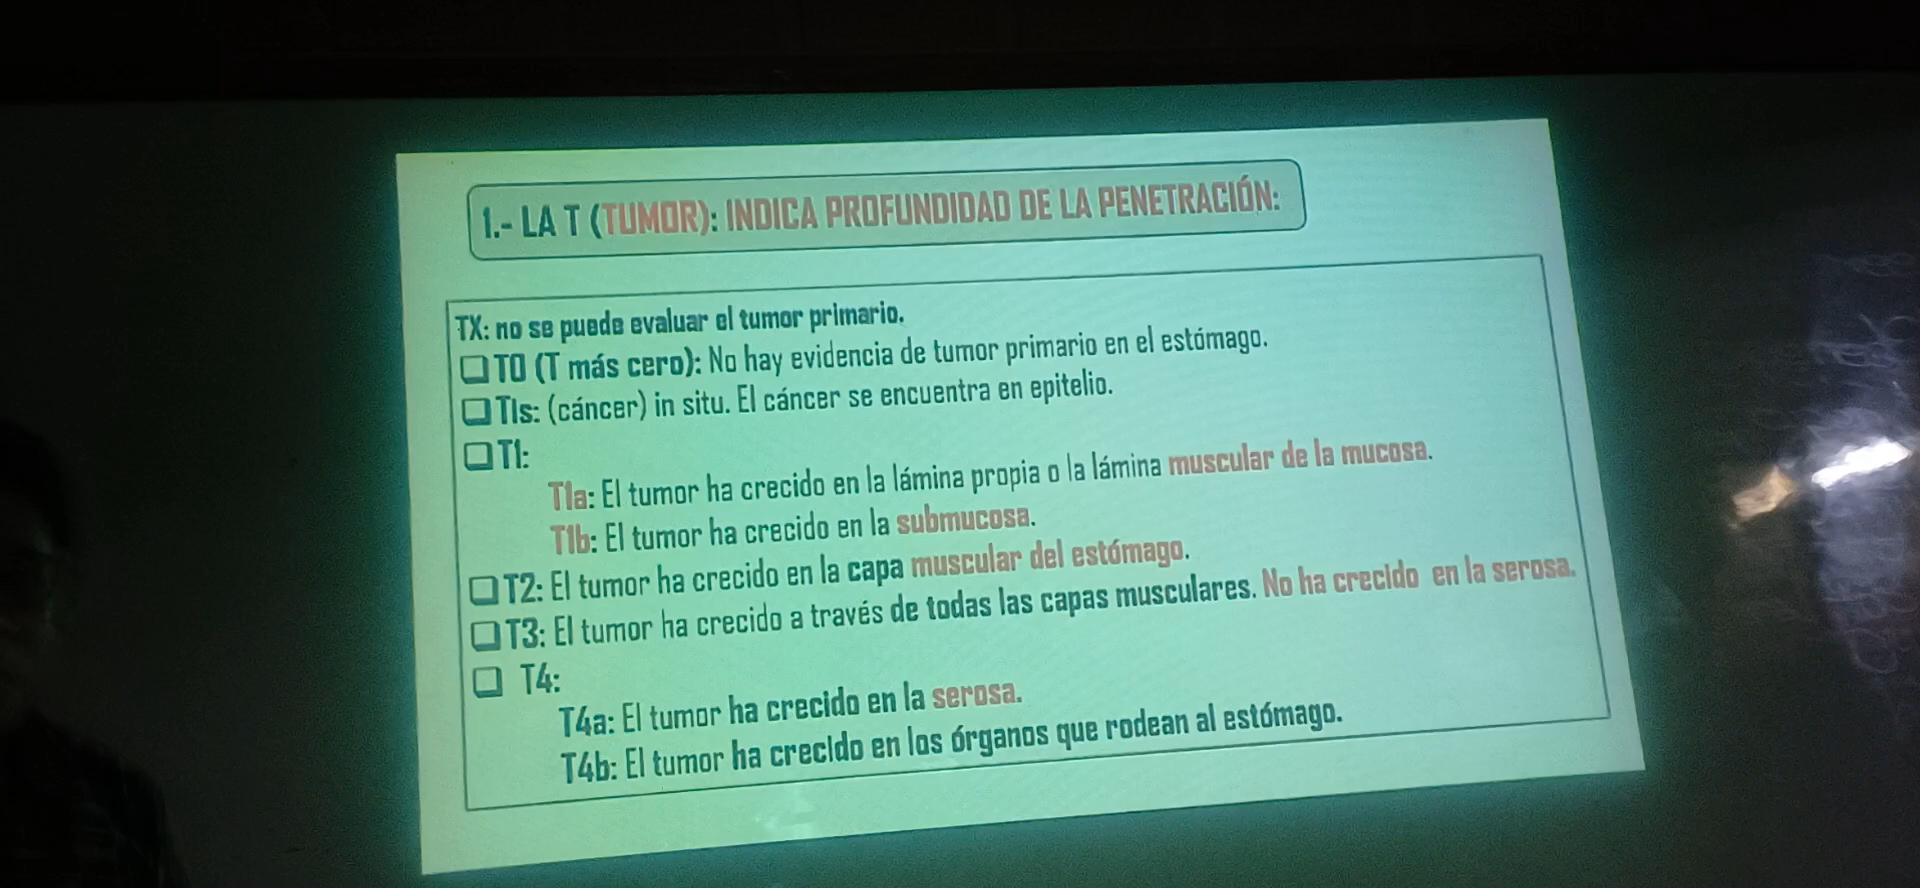 1.- LA T (TUMOR): INDICA PROFUNDIDAD DE LA PENETRACIÓN:
TX: no se puede evaluar el tumor primario.
❑ T0 (T más cero): No hay evidencia de tumor primario en el estómago.
❑ TIs: (cáncer) in situ. El cáncer se encuentra en epitelio.
❑ T1:
T1a: El tumor ha crecido en la lámina propia o la lámina muscular de la mucosa.
T1b: El tumor ha crecido en la submucosa.
❑ T2: El tumor ha crecido en la capa muscular del estómago.
❑ T3: El tumor ha crecido a través de todas las capas musculares. No ha crecido en la serosa.
❑ T4:
T4a: El tumor ha crecido en la serosa.
T4b: El tumor ha crecido en los órganos que rodean al estómago.